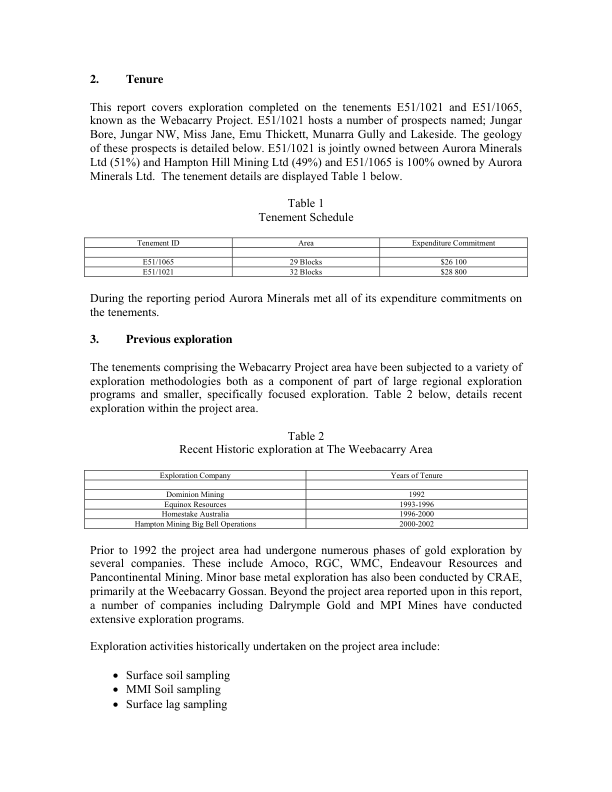 2. Tenure
This report covers exploration completed on the tenements E51/1021 and E51/1065,
known as the Webacarry Project. E51/1021 hosts a number of prospects named; Jungar
Bore, Jungar NW, Miss Jane, Emu Thickett, Munarra Gully and Lakeside. The geology
of these prospects is detailed below. E51/1021 is jointly owned between Aurora Minerals
Ltd (51%) and Hampton Hill Mining Ltd (49%) and E51/1065 is 100% owned by Aurora
Minerals Ltd. The tenement details are displayed Table 1 below.
Table 1
Tenement Schedule
Tenement ID Area Expenditure Commitment
E51/1065 29 Blocks $26 100
E51/1021 32 Blocks $28 800
During the reporting period Aurora Minerals met all of its expenditure commitments on
the tenements.
3. Previous exploration
The tenements comprising the Webacarry Project area have been subjected to a variety of
exploration methodologies both as a component of part of large regional exploration
programs and smaller, specifically focused exploration. Table 2 below, details recent
exploration within the project area.
Table 2
Recent Historic exploration at The Weebacarry Area
Exploration Company Years of Tenure
Dominion Mining 1992
Equinox Resources 1993-1996
Homestake Australia 1996-2000
Hampton Mining Big Bell Operations 2000-2002
Prior to 1992 the project area had undergone numerous phases of gold exploration by
several companies. These include Amoco, RGC, WMC, Endeavour Resources and
Pancontinental Mining. Minor base metal exploration has also been conducted by CRAE,
primarily at the Weebacarry Gossan. Beyond the project area reported upon in this report,
a number of companies including Dalrymple Gold and MPI Mines have conducted
extensive exploration programs.
Exploration activities historically undertaken on the project area include:
• Surface soil sampling
• MMI Soil sampling
• Surface lag sampling